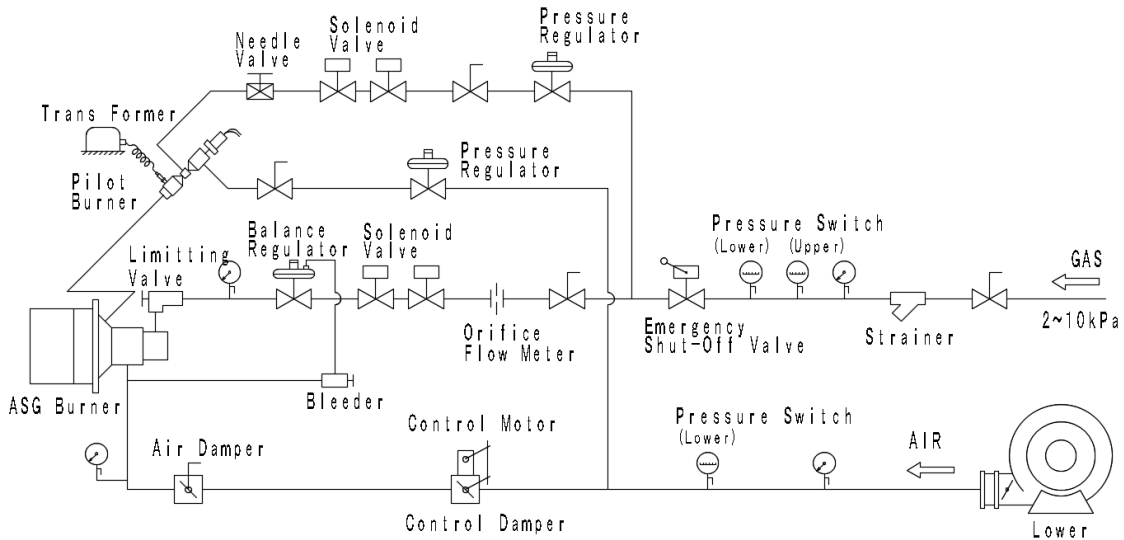 Needle
Valve
Solenoid
Valve
Pressure
Regulator
Trans Former
Pressure
Regulator
Pilot
Burner
Balance
Regulator
Solenoid
Valve
Limitting
Valve
Pressure Switch
(Lower) (Upper)
GAS
2~10kPa
Orifice
Flow Meter
Emergency
Shut-Off Valve
Strainer
ASG Burner
Bleeder
Air Damper
Control Motor
Pressure Switch
(Lower)
AIR
Control Damper
Lower